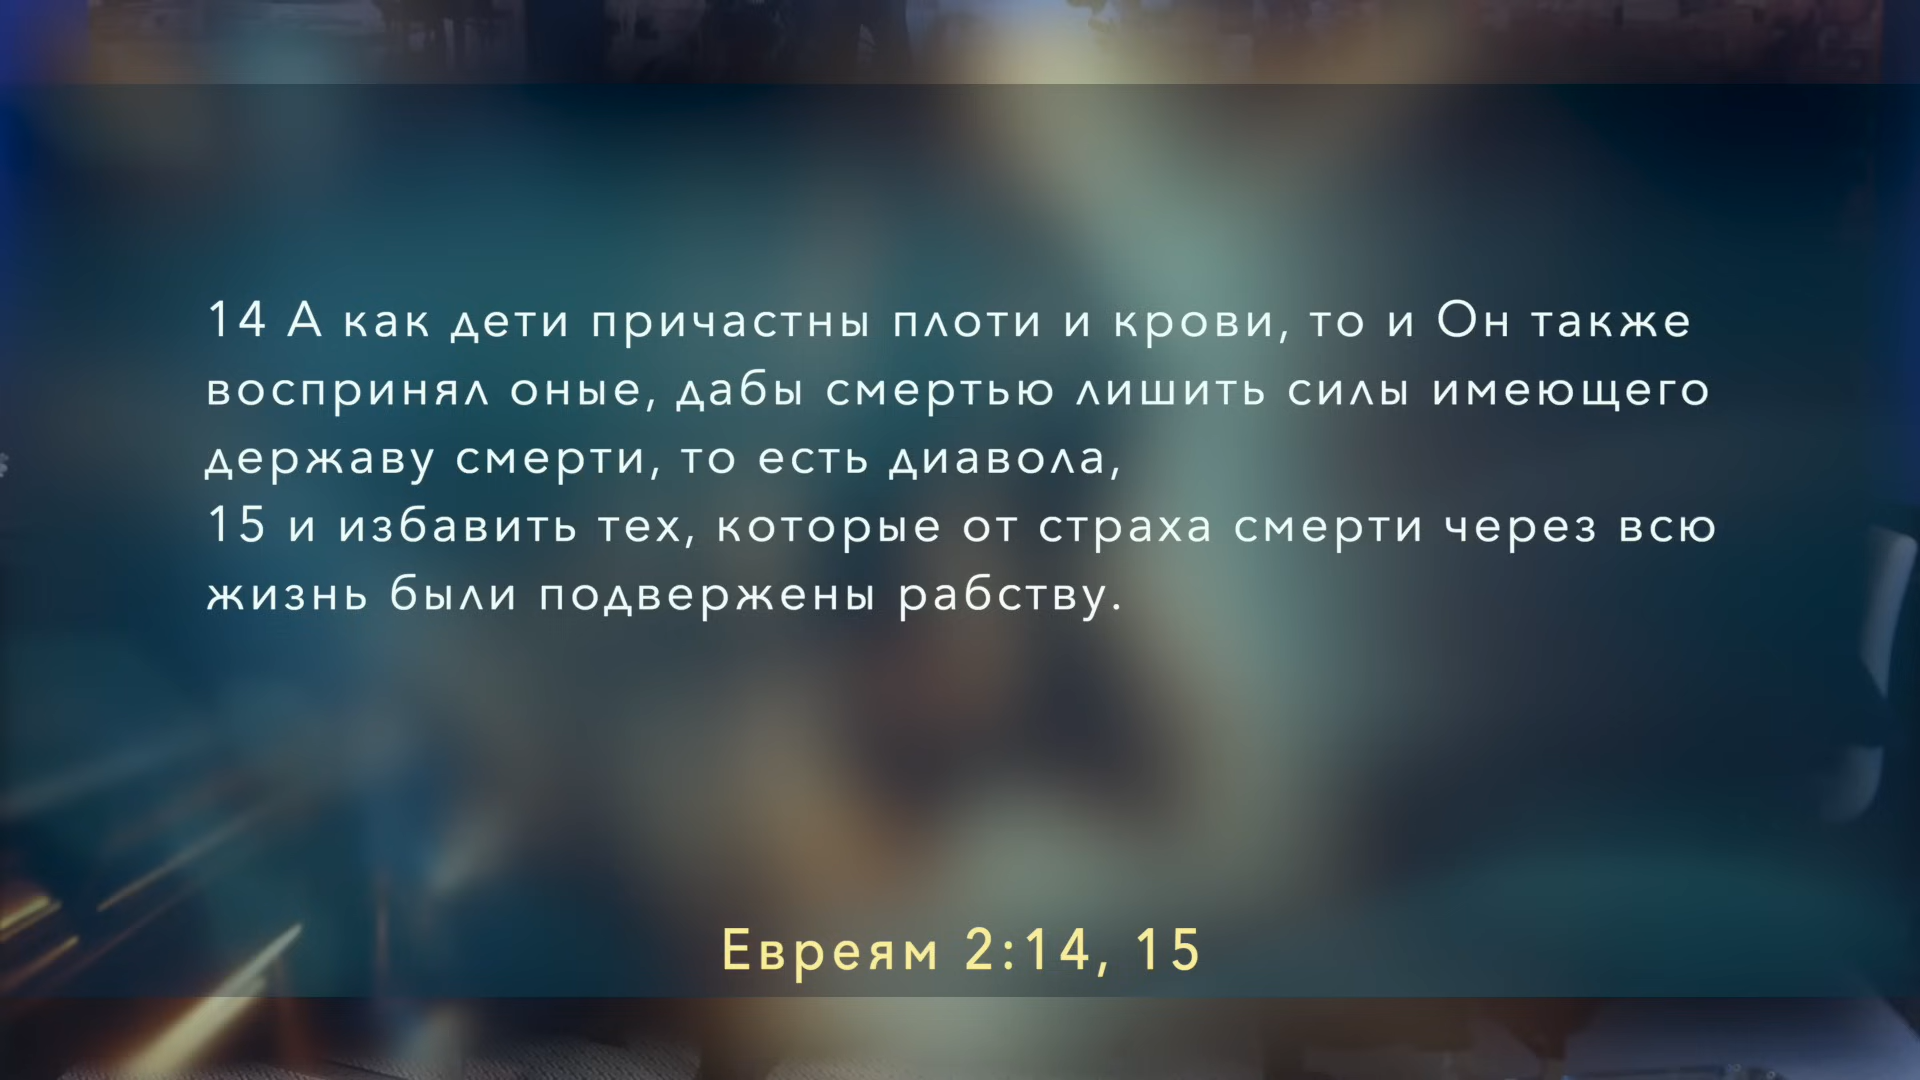 14 А как дети причастны плоти и крови, то и Он также
воспринял оные, дабы смертью лишить силы имеющего
державу смерти, то есть диавола,
15 и избавить тех, которые от страха смерти через всю
жизнь были подвержены рабству.
Евреям 2:14, 15